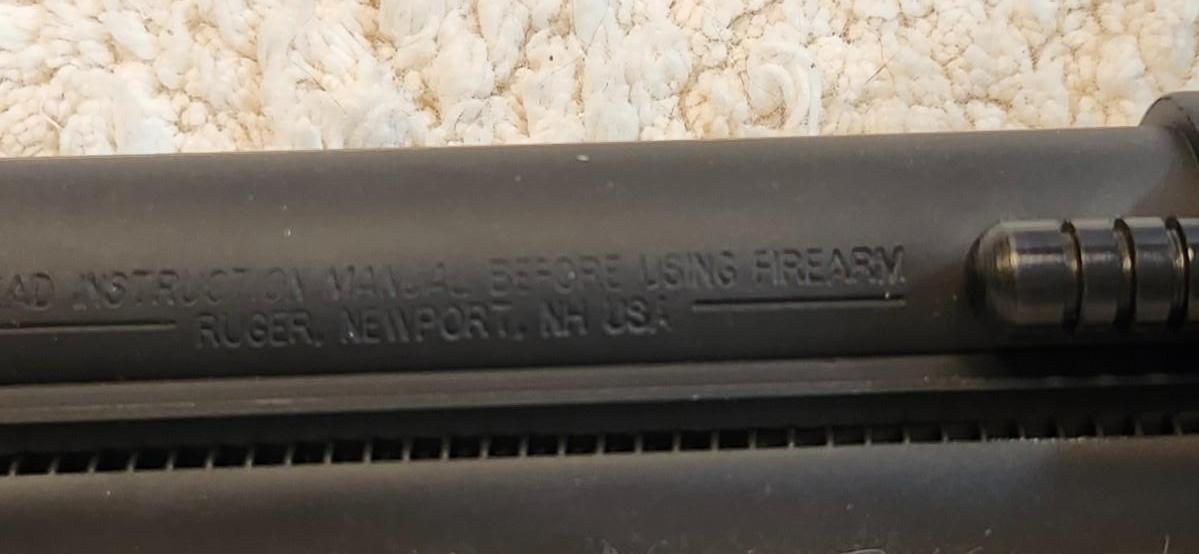 EAD INSTRUCTION MANUAL BEFORE USING FIREARM
RUGER, NEWPORT, NH USA